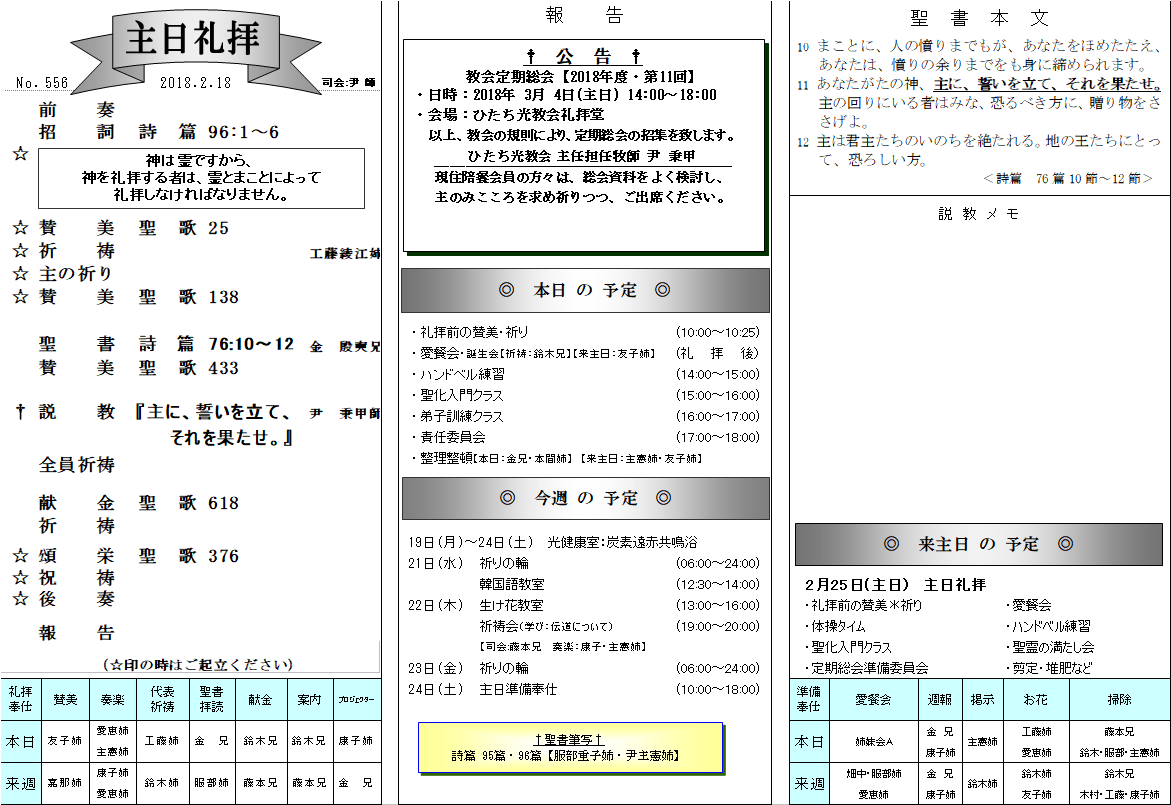 主日礼拝
No. 556
2018.2.18
司会:尹 師
前 奏
招 詞 詩 篇 96:1～6
☆
神は霊ですから、
神を礼拝する者は、霊とまことによって
礼拝しなければなりません。
☆ 賛 美 聖 歌 25
☆ 祈 祷 工藤綾江姉
☆ 主の祈り
☆ 賛 美 聖 歌 138
聖 書 詩 篇 76:10～12 金 殷奭兄
賛 美 聖 歌 433
† 説 教 『主に、誓いを立て、 尹 秉甲師
それを果たせ。』
全員祈祷
献 金 聖 歌 618
祈 祷
☆ 頌 栄 聖 歌 376
☆ 祝 祷
☆ 後 奏
報 告
(☆印の時はご起立ください)
礼拝奉仕 賛美 奏楽 代表祈祷 聖書拝読 献金 案内 プロジェクター
本日 友子姉 愛恵姉 主憲姉 工藤姉 金 兄 鈴木兄 鈴木兄 康子姉
来週 嘉那姉 康子姉 愛恵姉 鈴木姉 服部姉 藤本兄 藤本兄 金 兄
報 告
† 公 告 †
教会定期総会【2018年度・第11回】
・日時:2018年 3月 4日(主日) 14:00～18:00
・会場:ひたち光教会礼拝堂
以上、教会の規則により、定期総会の招集を致します。
ひたち光教会 主任担任牧師 尹 秉甲
現住陪餐会員の方々は、総会資料をよく検討し、
主のみこころを求め祈りつつ、ご出席ください。
◎ 本日 の 予定 ◎
・礼拝前の賛美・祈り (10:00～10:25)
・愛餐会・誕生会【祈祷:鈴木兄】【来主日:友子姉】 (礼 拝 後)
・ハンドベル練習 (14:00～15:00)
・聖化入門クラス (15:00～16:00)
・弟子訓練クラス (16:00～17:00)
・責任委員会 (17:00～18:00)
・整理整頓【本日:金兄・本間姉】 【来主日:主憲姉・友子姉】
◎ 今週 の 予定 ◎
19日(月)～24日(土) 光健康室:炭素遠赤共鳴浴
21日(水) 祈りの輪 (06:00～24:00)
韓国語教室 (12:30～14:00)
22日(木) 生け花教室 (13:00～16:00)
祈祷会(学び:伝道について) (19:00～20:00)
【司会:藤本兄 奏楽:康子・主憲姉】
23日(金) 祈りの輪 (06:00～24:00)
24日(土) 主日準備奉仕 (10:00～18:00)
†聖書筆写†
詩篇 95篇・96篇【服部重子姉・尹主憲姉】
聖 書 本 文
10 まことに、人の憤りまでもが、あなたをほめたたえ、
あなたは、憤りの余りまでをも身に締められます。
11 あなたがたの神、主に、誓いを立て、それを果たせ。
主の回りにいる者はみな、恐るべき方に、贈り物をさ
さげよ。
12 主は君主たちのいのちを絶たれる。地の王たちにとっ
て、恐ろしい方。
＜詩篇 76篇10節～12節＞
説 教 メ モ
◎ 来主日 の 予定 ◎
2月25日(主日) 主日礼拝
・礼拝前の賛美＊祈り ・愛餐会
・体操タイム ・ハンドベル練習
・聖化入門クラス ・聖霊の満たし会
・定期総会準備委員会 ・剪定・堆肥など
準備奉仕 愛餐会 週報 掲示 お花 掃除
本日 姉妹会A 金 兄 康子姉 主憲姉 工藤姉 愛恵姉 藤本兄 鈴木・服部・主憲姉
来週 畑中・服部姉 愛恵姉 金 兄 康子姉 鈴木姉 鈴木姉 友子姉 鈴木兄 木村・工藤・康子姉